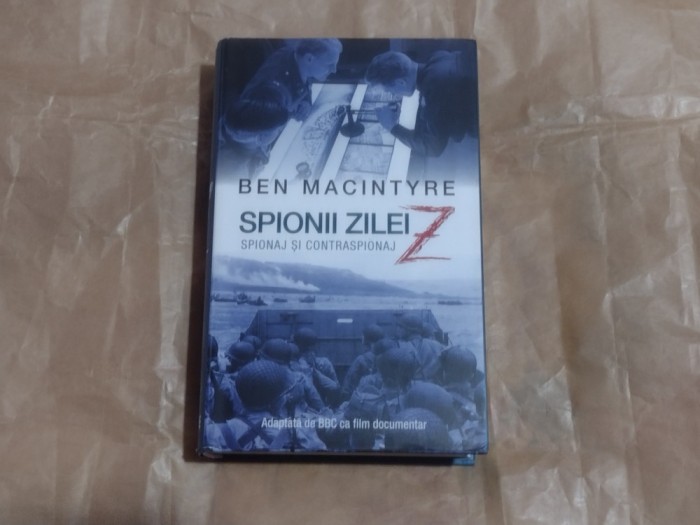 BEN MACINTYRE
SPIONII ZILEI Z
SPIONAJ ȘI CONTRASPIONAJ
Adaptată de BBC ca film documentar